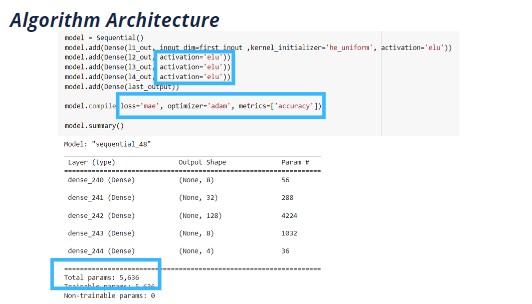 Algorithm Architecture
model = Sequential()
model.add(Dense(l1_out, input_dim=first_input ,kernel_initializer='he_uniform', activation='elu'))
model.add(Dense(l2_out, activation='elu'))
model.add(Dense(l3_out, activation='elu'))
model.add(Dense(l4_out, activation='elu'))
model.add(Dense(last_output))
model.compile(loss='mae', optimizer='adam', metrics=['accuracy'])
model.summary()
Model: "sequential_48"
Layer (type) Output Shape Param #
dense_240 (Dense) (None, 8) 56
dense_241 (Dense) (None, 32) 288
dense_242 (Dense) (None, 128) 4224
dense_243 (Dense) (None, 8) 1032
dense_244 (Dense) (None, 4) 36
Total params: 5,636
Trainable params: 5,636
Non-trainable params: 0